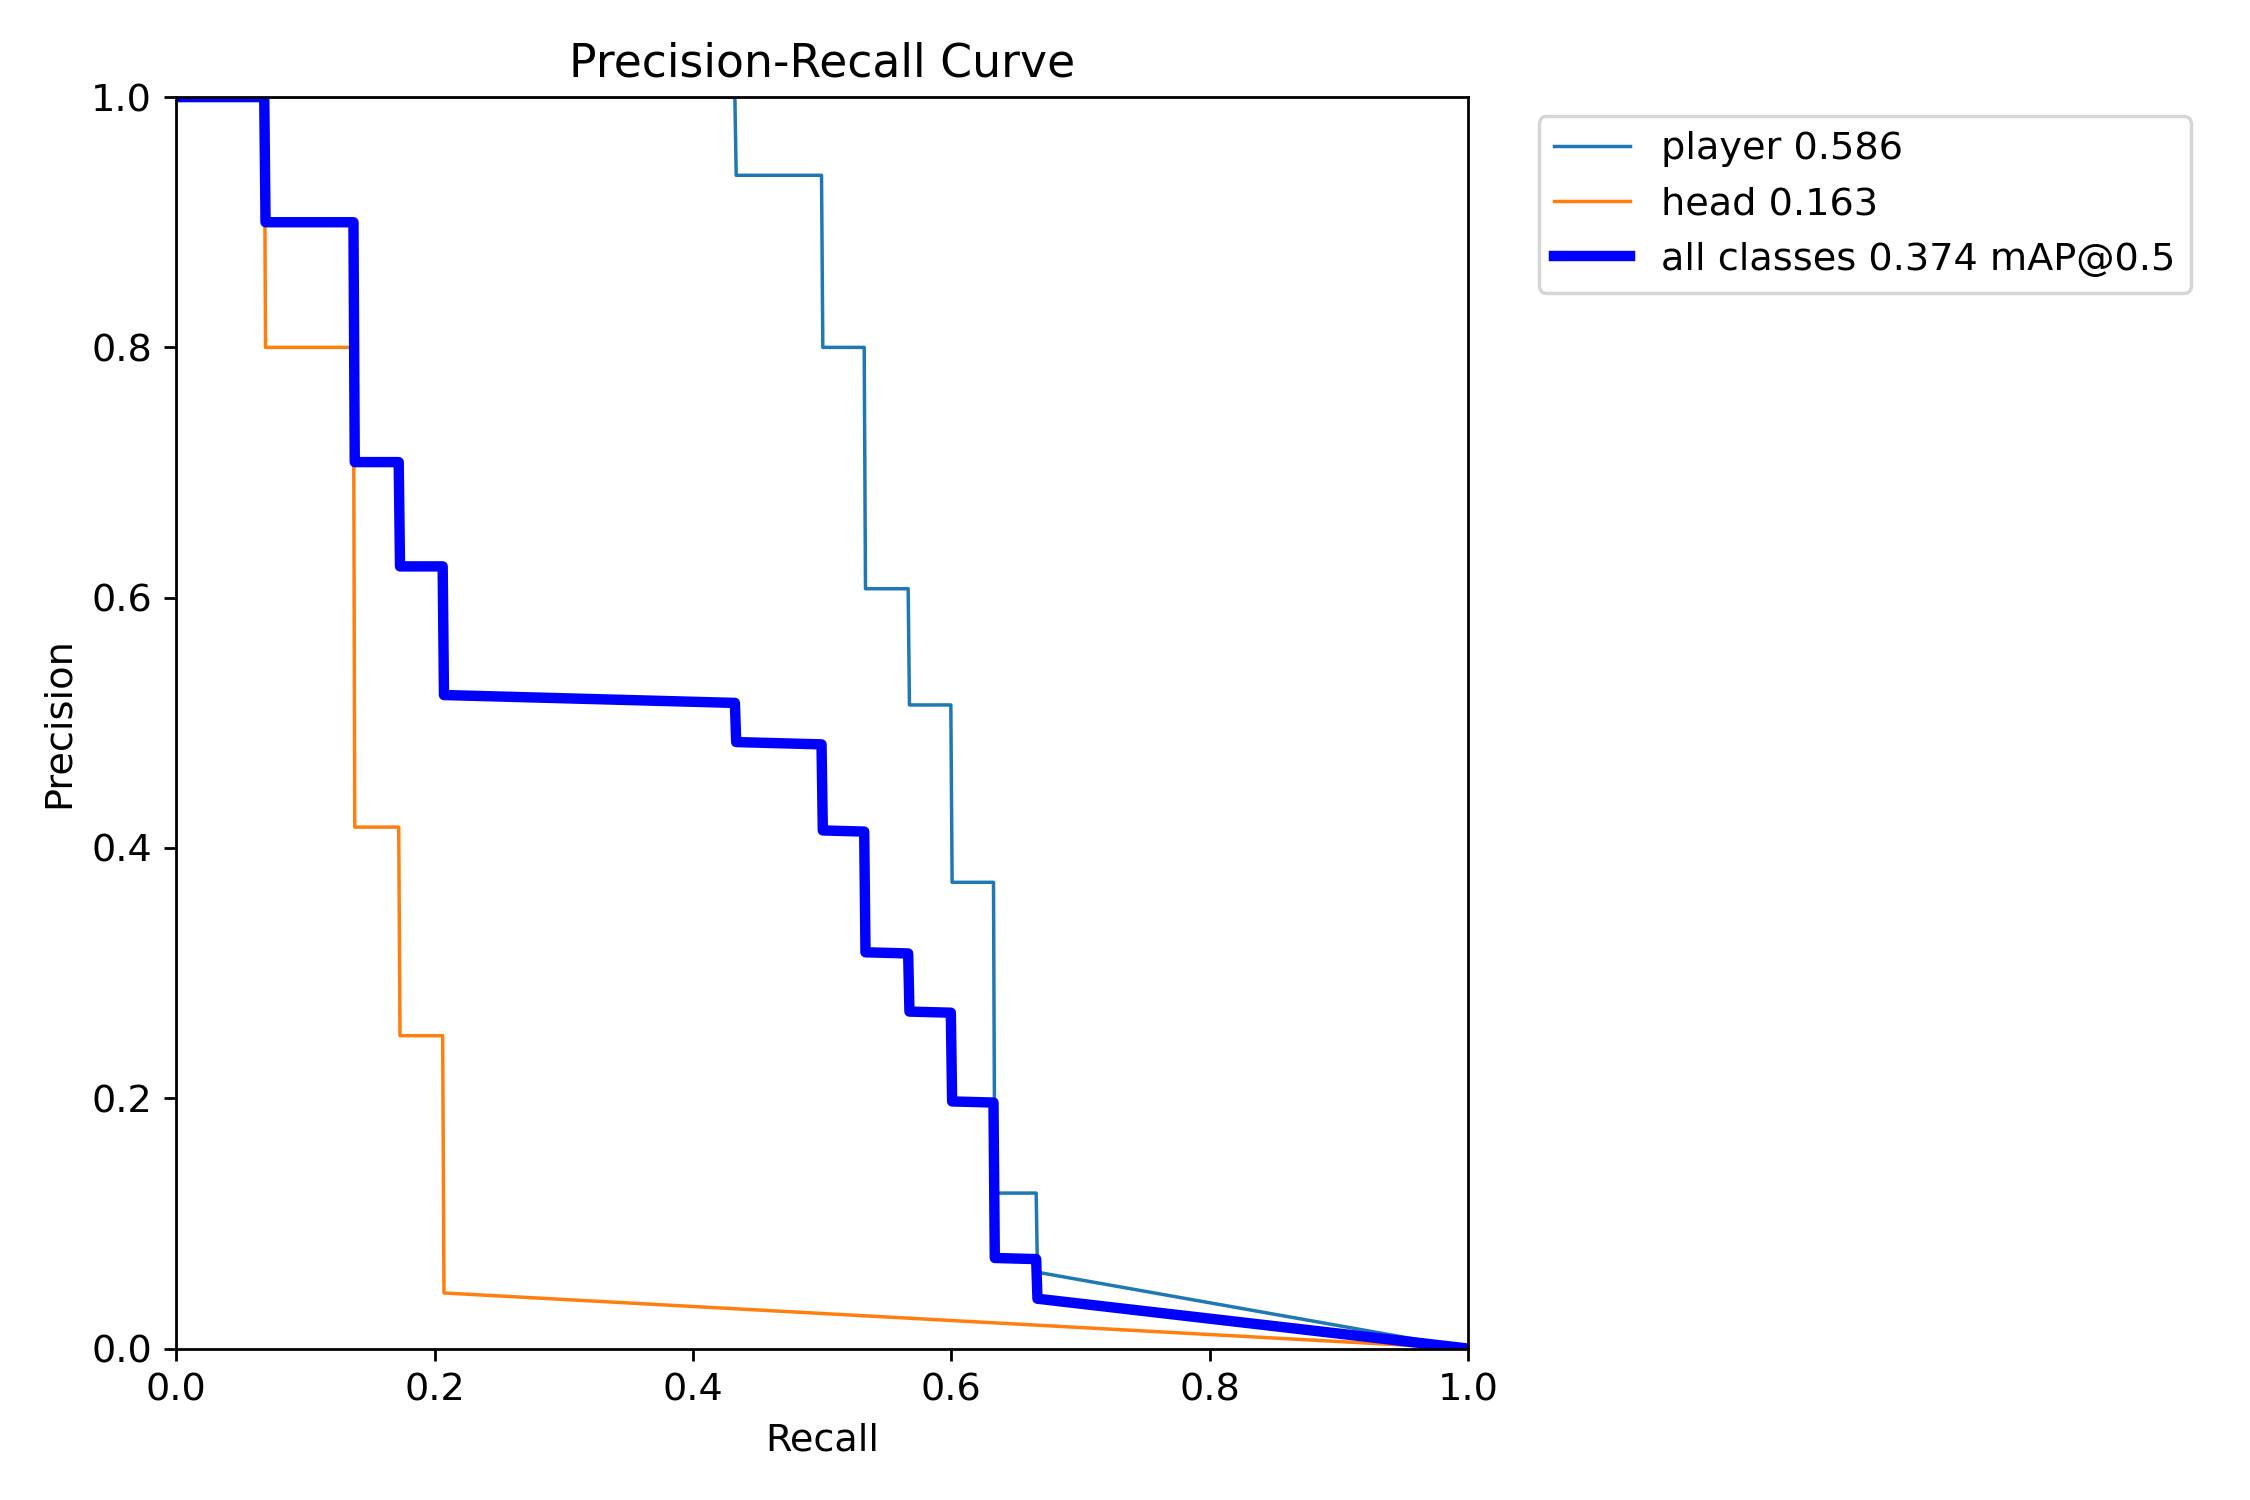 Precision-Recall Curve
player 0.586
head 0.163
all classes 0.374 mAP@0.5
Precision
1.0
0.8
0.6
0.4
0.2
0.0
0.0 0.2 0.4 0.6 0.8 1.0
Recall